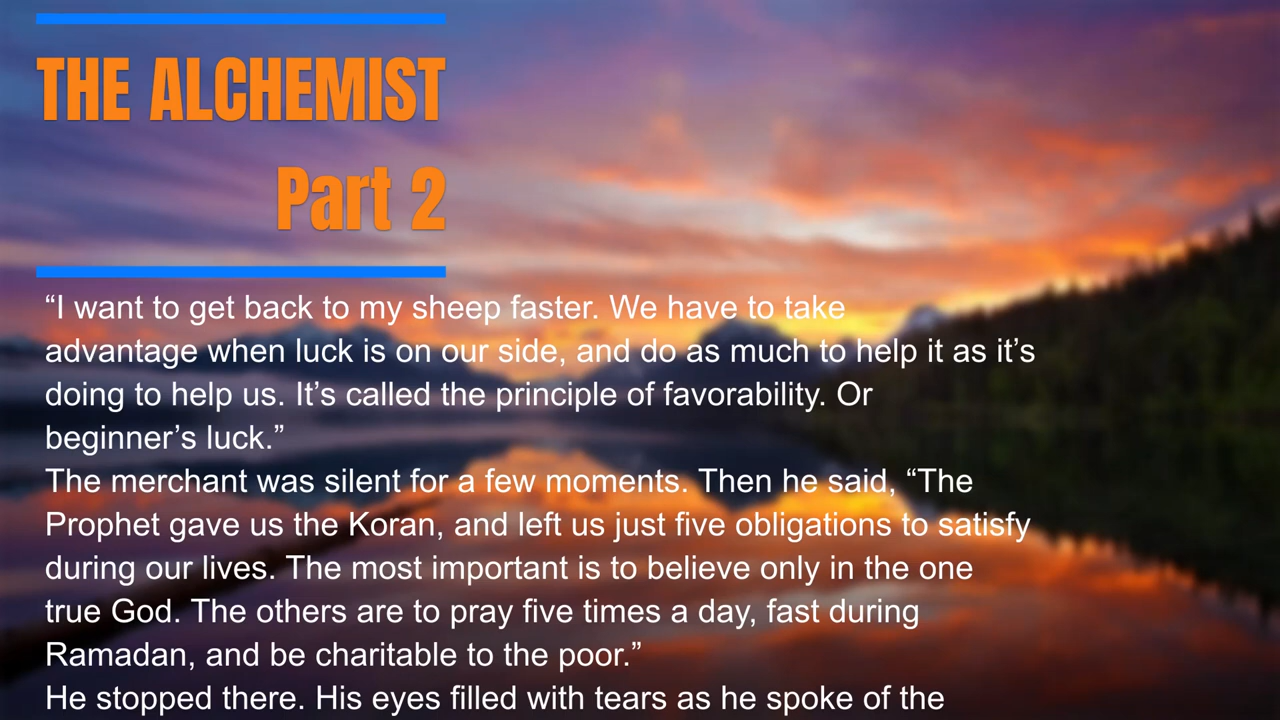 THE ALCHEMIST
Part 2
“I want to get back to my sheep faster. We have to take
advantage when luck is on our side, and do as much to help it as it’s
doing to help us. It’s called the principle of favorability. Or
beginner’s luck.”
The merchant was silent for a few moments. Then he said, “The
Prophet gave us the Koran, and left us just five obligations to satisfy
during our lives. The most important is to believe only in the one
true God. The others are to pray five times a day, fast during
Ramadan, and be charitable to the poor.”
He stopped there. His eyes filled with tears as he spoke of the